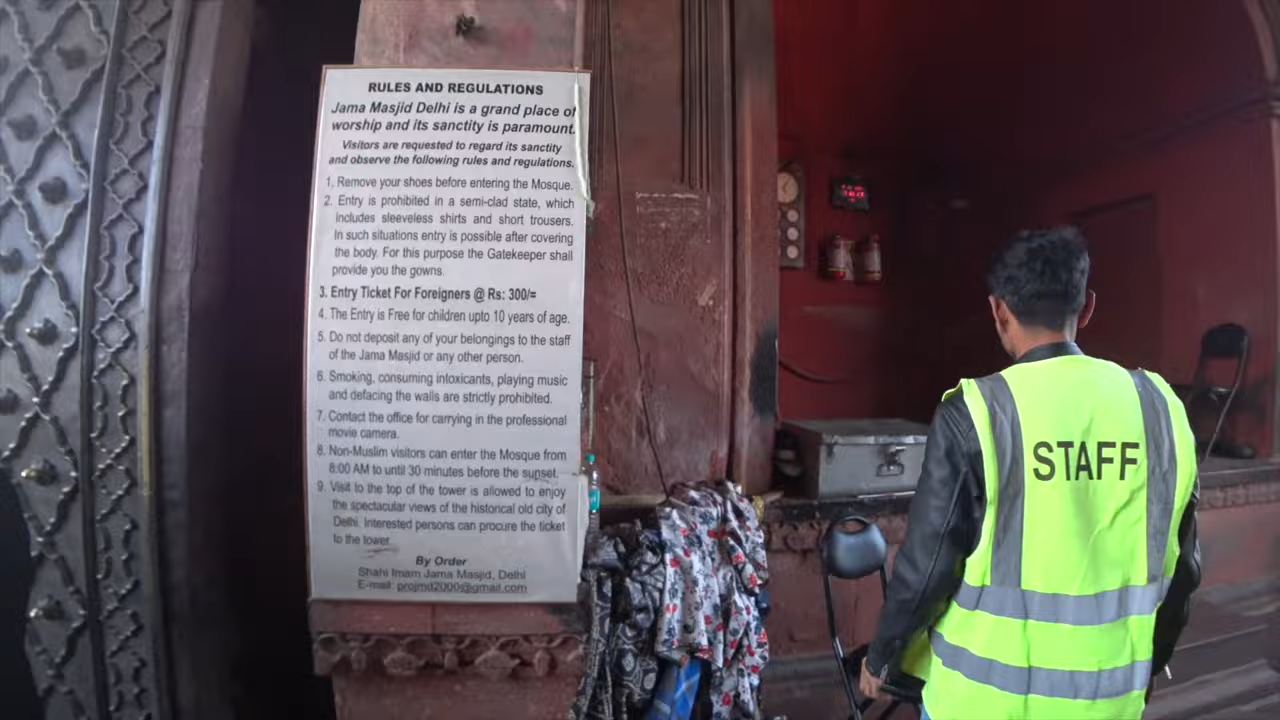 RULES AND REGULATIONS
Jama Masjid Delhi is a grand place of
worship and its sanctity is paramount.
Visitors are requested to regard its sanctity
and observe the following rules and regulations.
1. Remove your shoes before entering the Mosque.
2. Entry is prohibited in a semi-clad state, which
includes sleeveless shirts and short trousers.
In such situations entry is possible after covering
the body. For this purpose the Gatekeeper shall
provide you the gowns.
3. Entry Ticket For Foreigners @ Rs: 300/=
4. The Entry is Free for children upto 10 years of age.
5. Do not deposit any of your belongings to the staff
of the Jama Masjid or any other person.
6. Smoking, consuming intoxicants, playing music
and defacing the walls are strictly prohibited.
7. Contact the office for carrying in the professional
movie camera.
8. Non-Muslim visitors can enter the Mosque from
8:00 AM to until 30 minutes before the sunset.
9. Visit to the top of the tower is allowed to enjoy
the spectacular views of the historical old city of
Delhi. Interested persons can procure the ticket
to the tower.
By Order
Shahi Imam Jama Masjid, Delhi
E-mail: projmd2000@gmail.com
STAFF